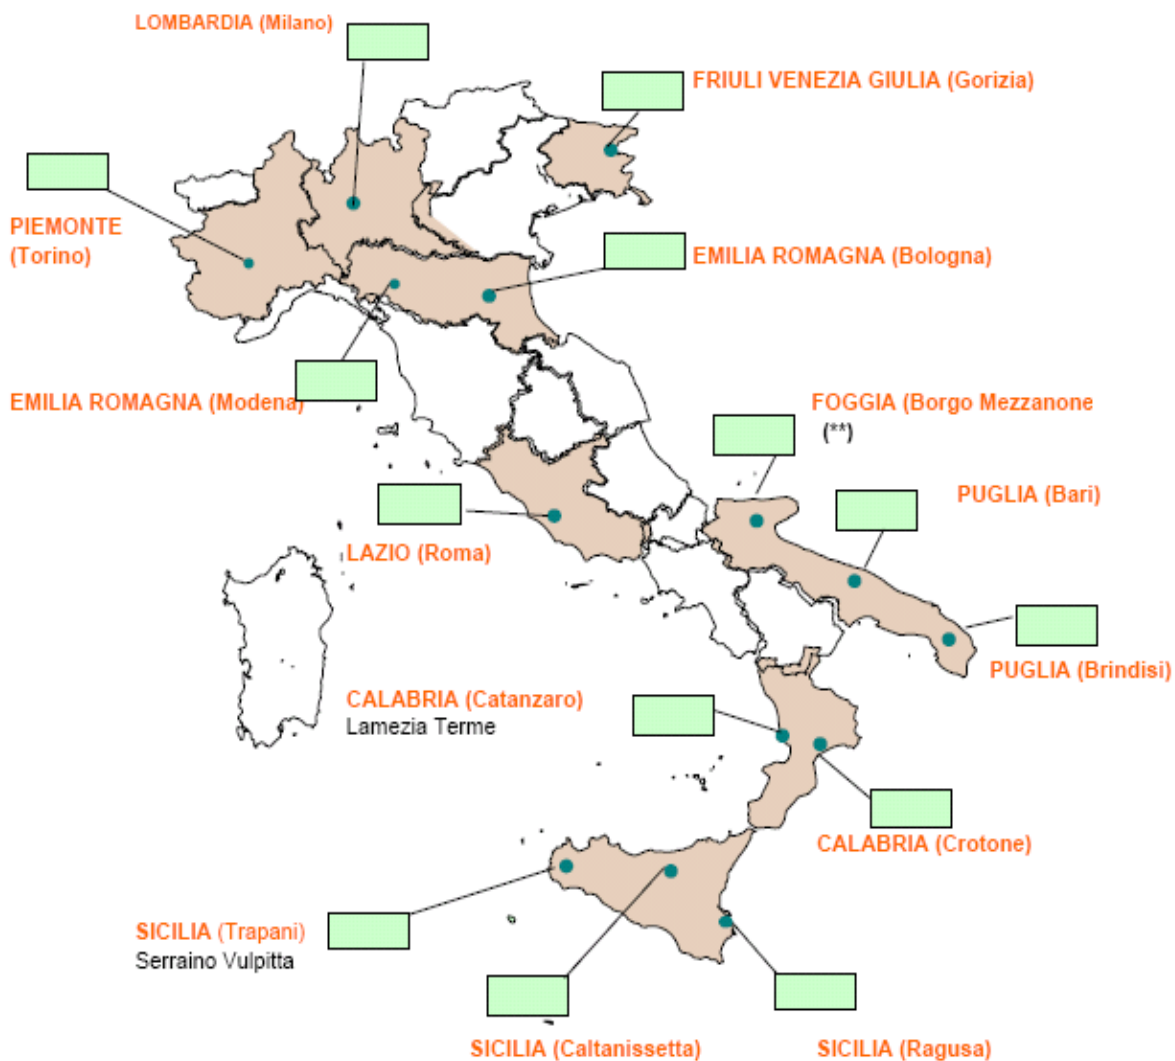 LOMBARDIA (Milano)
FRIULI VENEZIA GIULIA (Gorizia)
PIEMONTE
(Torino)
EMILIA ROMAGNA (Bologna)
EMILIA ROMAGNA (Modena)
FOGGIA (Borgo Mezzanone
(**)
PUGLIA (Bari)
LAZIO (Roma)
PUGLIA (Brindisi)
CALABRIA (Catanzaro)
Lamezia Terme
CALABRIA (Crotone)
SICILIA (Trapani)
Serraino Vulpitta
SICILIA (Caltanissetta)
SICILIA (Ragusa)